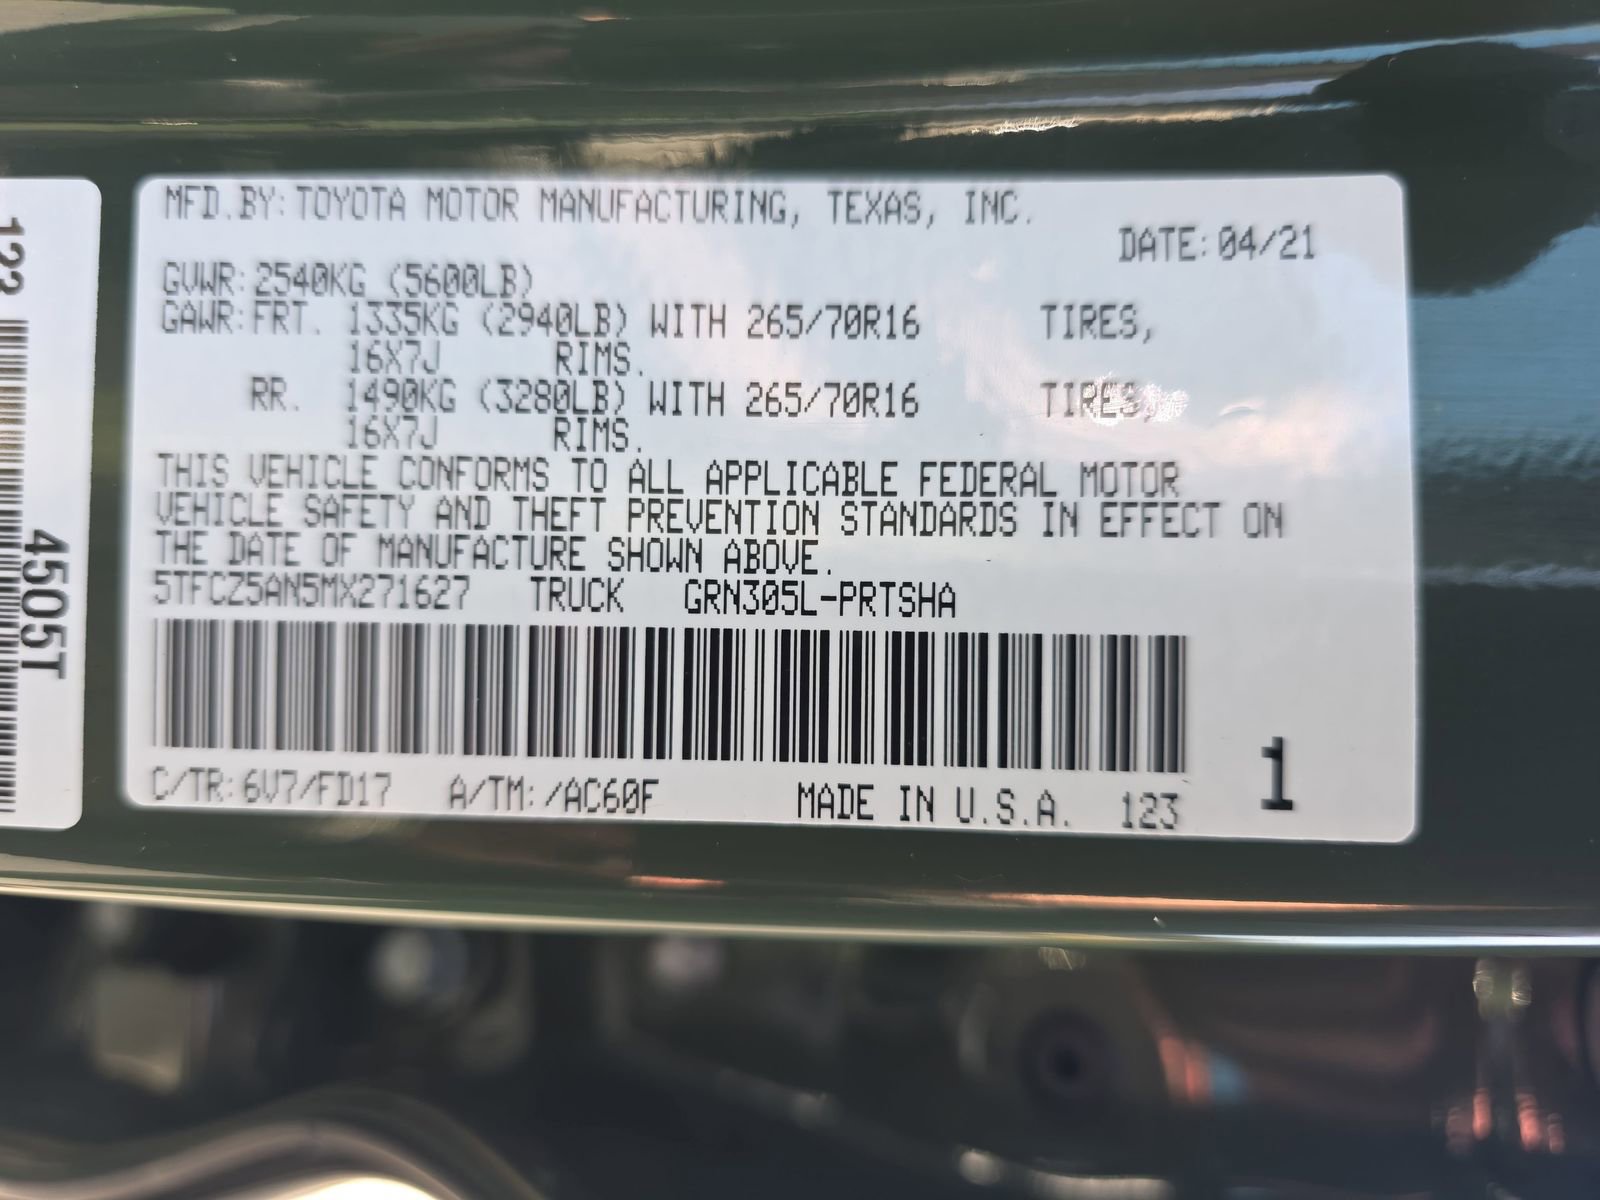 MFD.BY: TOYOTA MOTOR MANUFACTURING, TEXAS, INC.
DATE: 04/21
GVWR: 2540KG (5600LB)
GAWR: FRT. 1335KG (2940LB) WITH 265/70R16 TIRES,
16X7J RIMS.
RR. 1490KG (3280LB) WITH 265/70R16 TIRES,
16X7J RIMS.
THIS VEHICLE CONFORMS TO ALL APPLICABLE FEDERAL MOTOR
VEHICLE SAFETY AND THEFT PREVENTION STANDARDS IN EFFECT ON
THE DATE OF MANUFACTURE SHOWN ABOVE.
5TFCZ5AN5MX271627 TRUCK GRN305L-PRTSHA
C/TR: 6V7/FD17 A/TM: /AC60F MADE IN U.S.A. 123
1
123
4505T